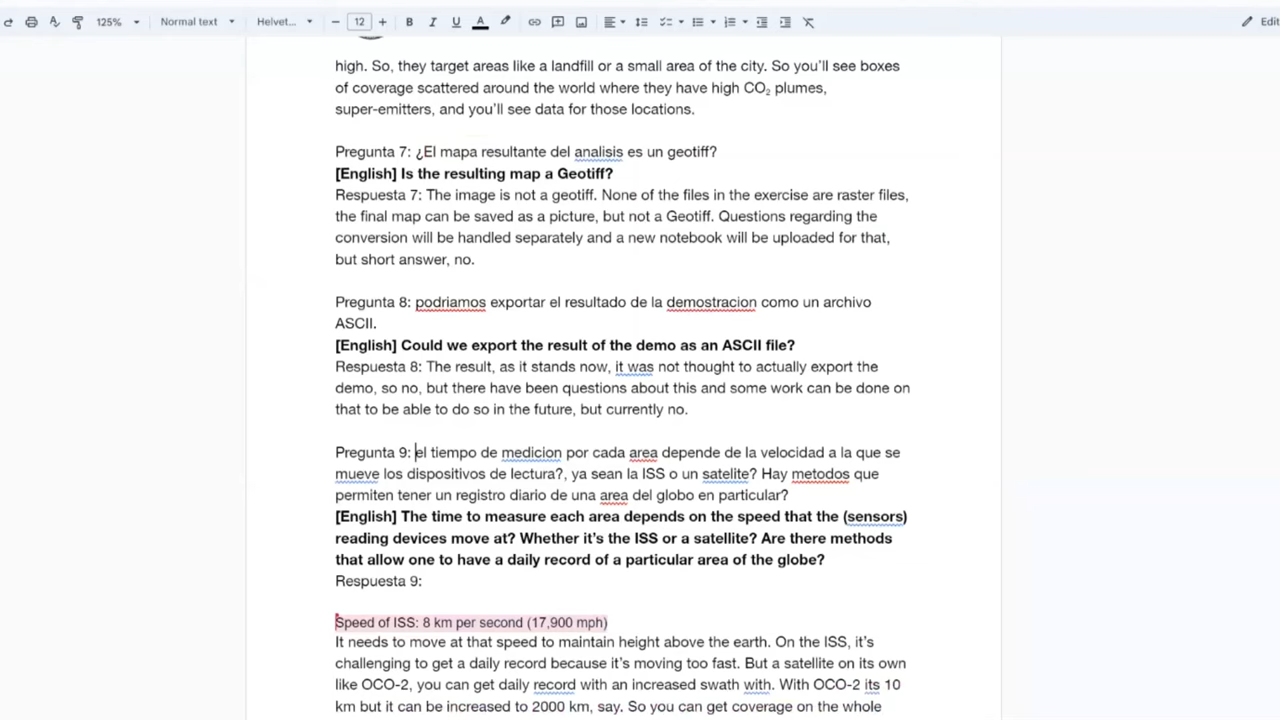 125% Normal text Helvet... − 12 + B I U A Edit
high. So, they target areas like a landfill or a small area of the city. So you'll see boxes
of coverage scattered around the world where they have high CO₂ plumes,
super-emitters, and you'll see data for those locations.
Pregunta 7: ¿El mapa resultante del analisis es un geotiff?
[English] Is the resulting map a Geotiff?
Respuesta 7: The image is not a geotiff. None of the files in the exercise are raster files,
the final map can be saved as a picture, but not a Geotiff. Questions regarding the
conversion will be handled separately and a new notebook will be uploaded for that,
but short answer, no.
Pregunta 8: podriamos exportar el resultado de la demostracion como un archivo
ASCII.
[English] Could we export the result of the demo as an ASCII file?
Respuesta 8: The result, as it stands now, it was not thought to actually export the
demo, so no, but there have been questions about this and some work can be done on
that to be able to do so in the future, but currently no.
Pregunta 9: el tiempo de medicion por cada area depende de la velocidad a la que se
mueve los dispositivos de lectura?, ya sean la ISS o un satelite? Hay metodos que
permiten tener un registro diario de una area del globo en particular?
[English] The time to measure each area depends on the speed that the (sensors)
reading devices move at? Whether it's the ISS or a satellite? Are there methods
that allow one to have a daily record of a particular area of the globe?
Respuesta 9:
Speed of ISS: 8 km per second (17,900 mph)
It needs to move at that speed to maintain height above the earth. On the ISS, it's
challenging to get a daily record because it's moving too fast. But a satellite on its own
like OCO-2, you can get daily record with an increased swath with. With OCO-2 its 10
km but it can be increased to 2000 km, say. So you can get coverage on the whole